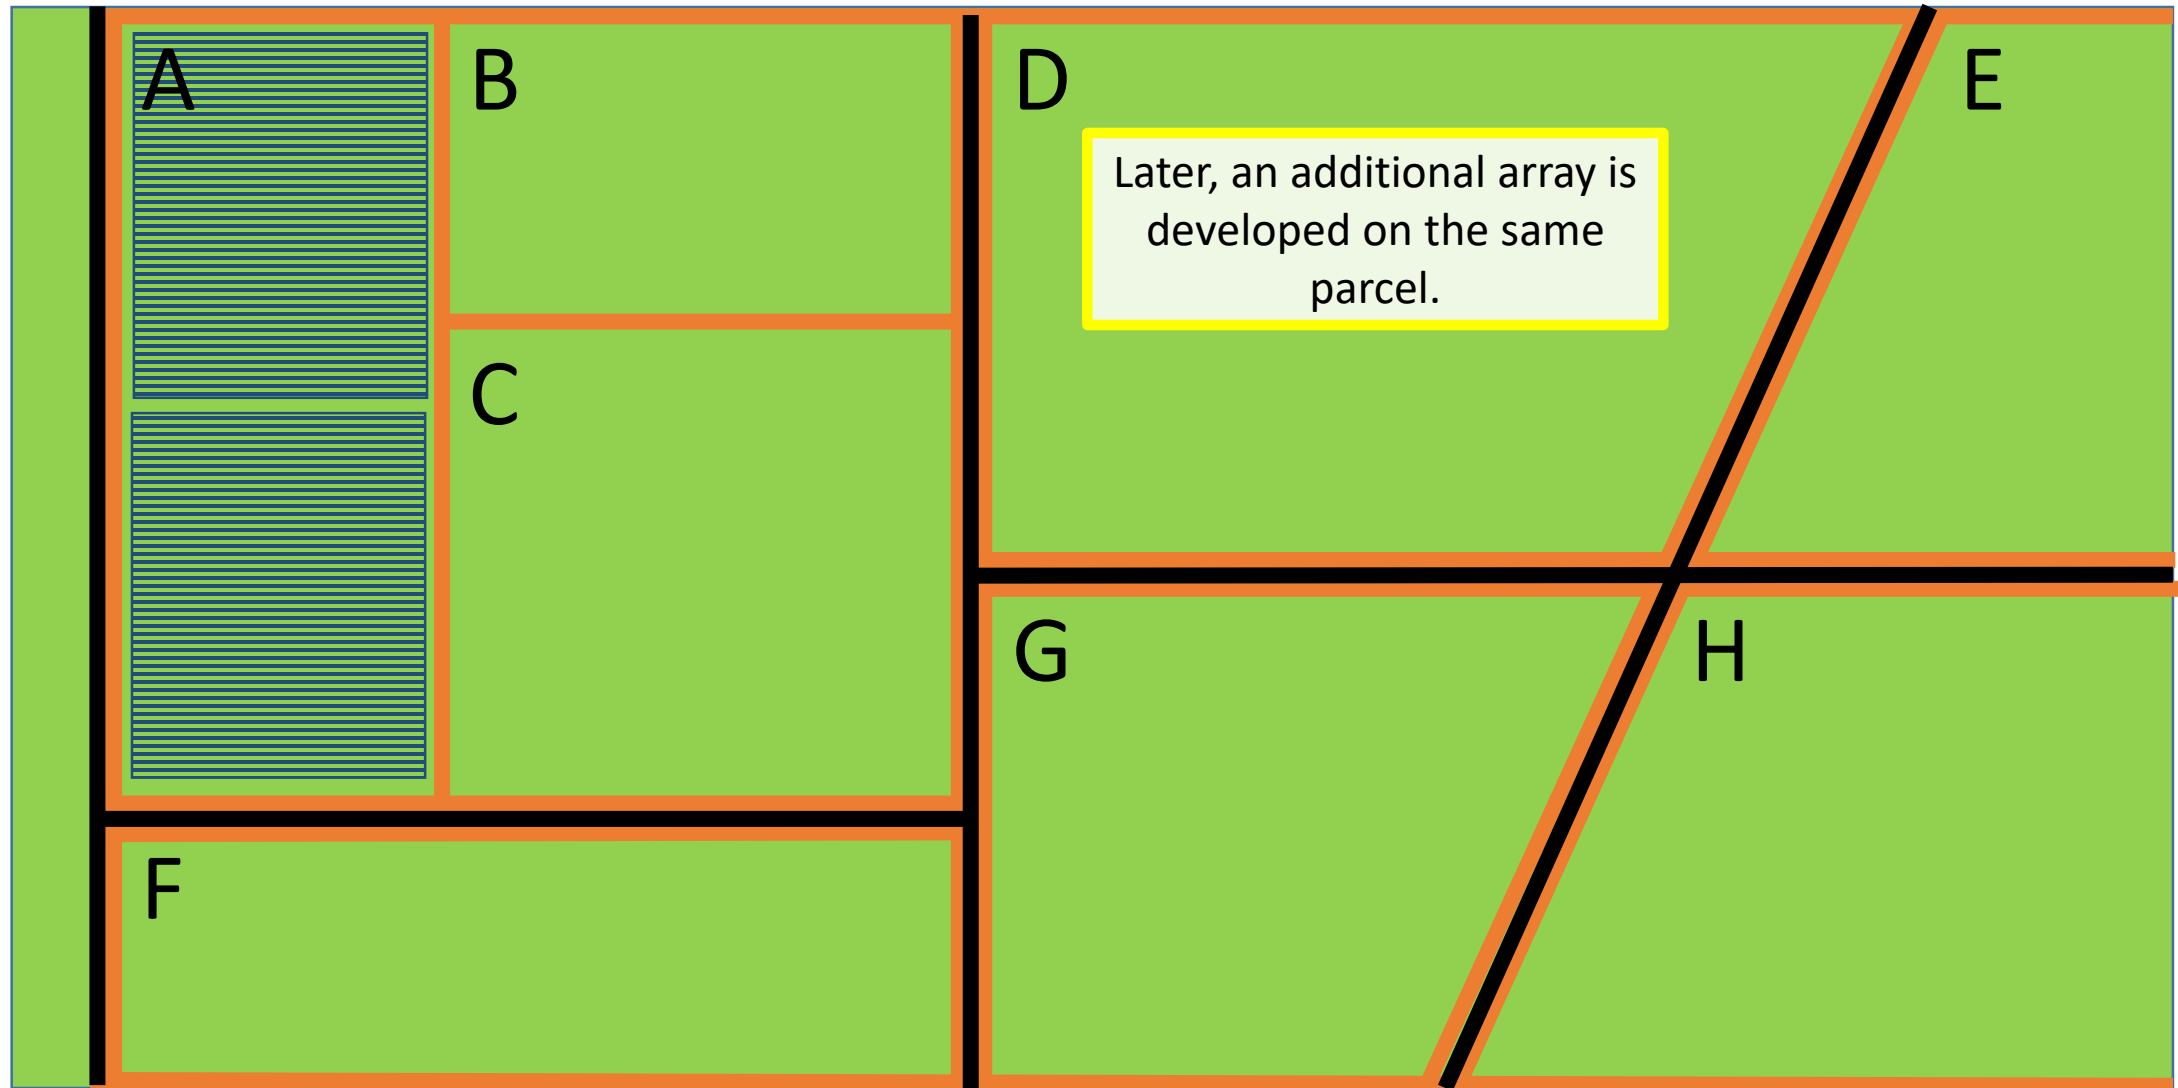 A
B
D
E
Later, an additional array is
developed on the same
parcel.
C
G
H
F